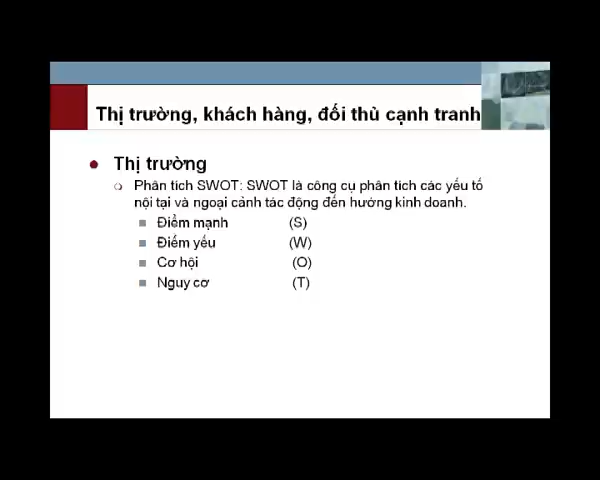 Thị trường, khách hàng, đối thủ cạnh tranh
Thị trường
Phân tích SWOT: SWOT là công cụ phân tích các yếu tố
nội tại và ngoại cảnh tác động đến hướng kinh doanh.
Điểm mạnh (S)
Điếm yếu (W)
Cơ hội (O)
Nguy cơ (T)